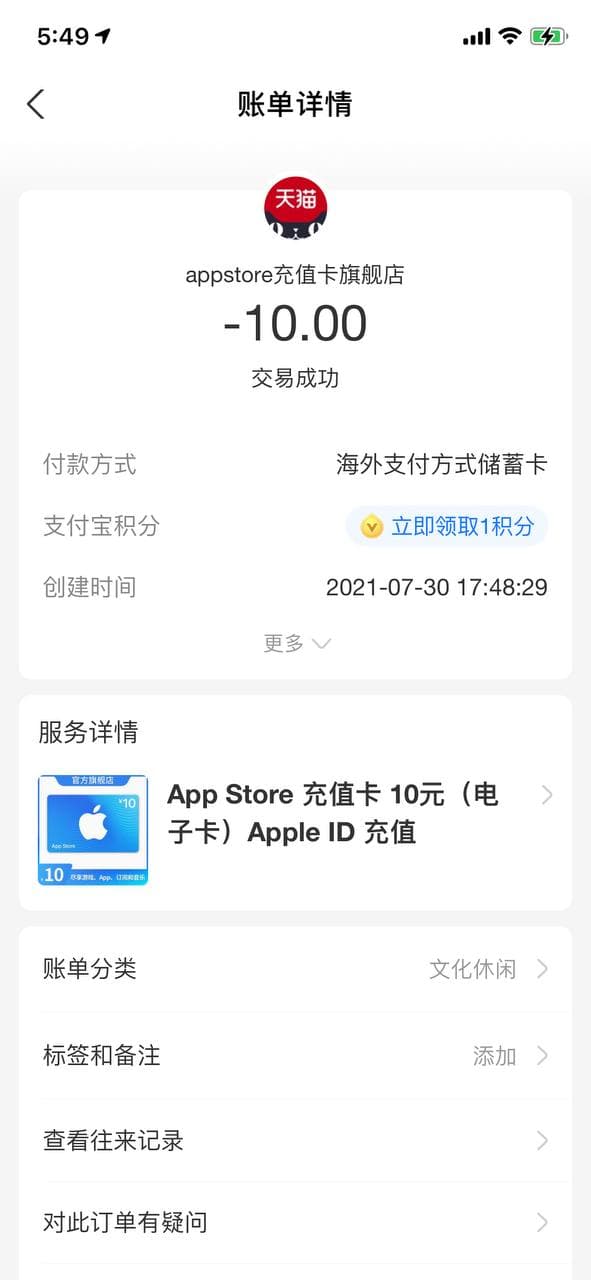 5:49
账单详情
天猫
appstore充值卡旗舰店
-10.00
交易成功
付款方式 海外支付方式储蓄卡
支付宝积分 立即领取1积分
创建时间 2021-07-30 17:48:29
更多
服务详情
官方旗舰店
¥10
App Store
10 尽享游戏、App、订阅和音乐
App Store 充值卡 10元（电
子卡）Apple ID 充值
账单分类 文化休闲
标签和备注 添加
查看往来记录
对此订单有疑问